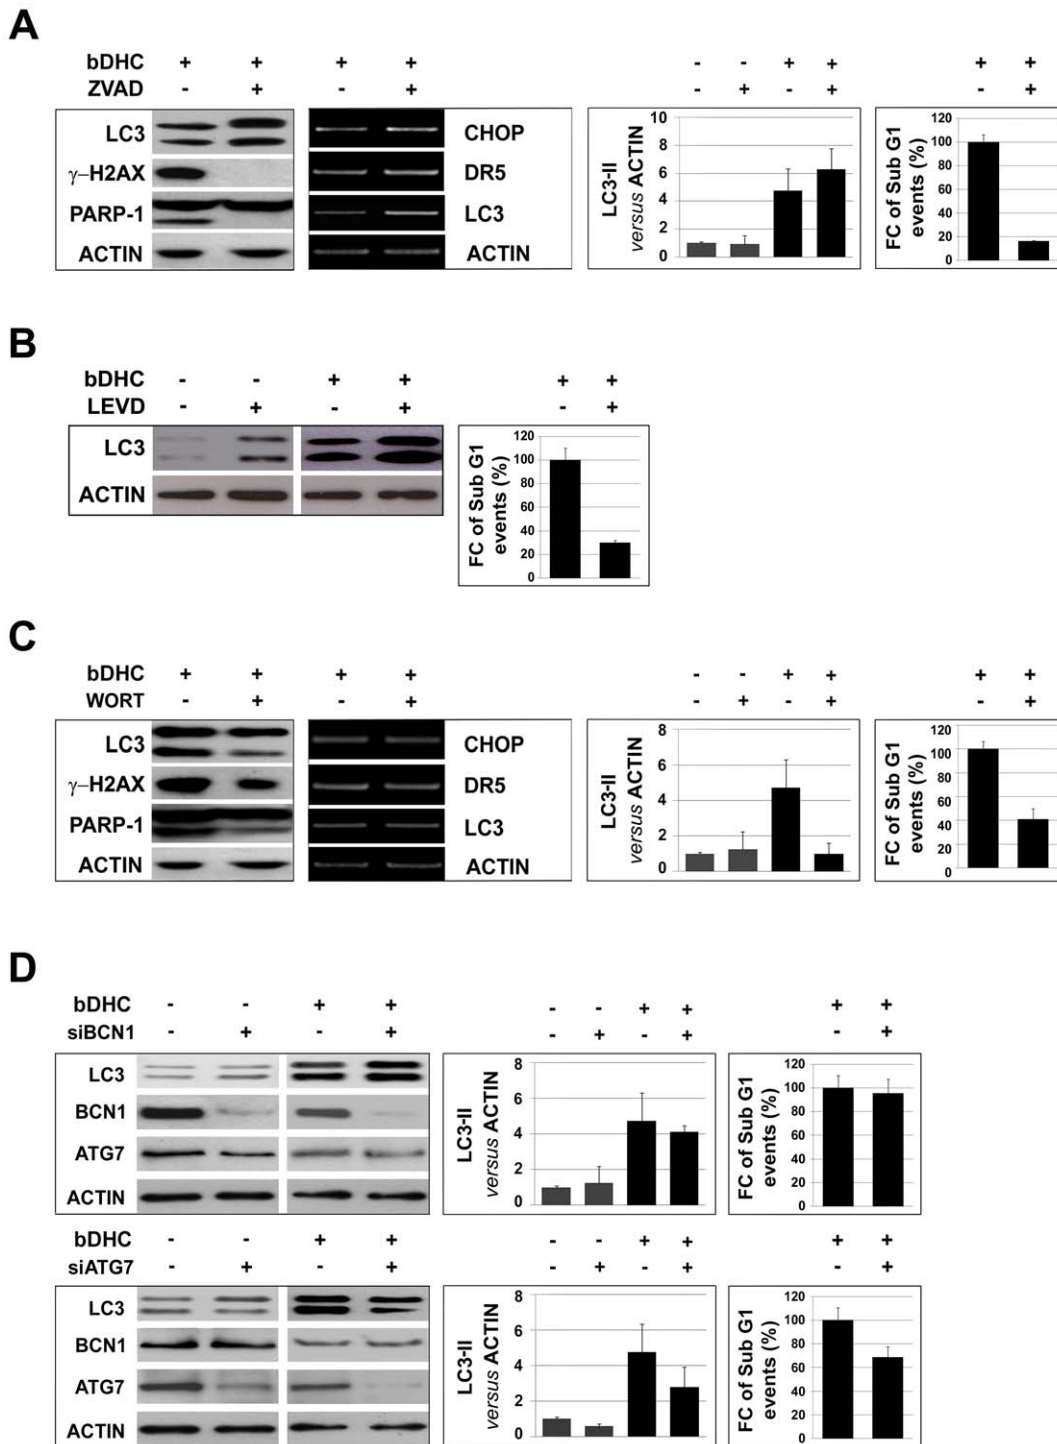 A
bDHC + + + + - - + + + +
ZVAD - + - + - + - + - +
LC3 CHOP
γ–H2AX DR5
PARP-1 LC3
ACTIN ACTIN
LC3-II
versus ACTIN
10
8
6
4
2
0
FC of Sub G1
events (%)
120
100
80
60
40
20
0
B
bDHC - - + + + +
LEVD - + - + - +
LC3
ACTIN
FC of Sub G1
events (%)
120
100
80
60
40
20
0
C
bDHC + + + + - - + + + +
WORT - + - + - + - + - +
LC3 CHOP
γ–H2AX DR5
PARP-1 LC3
ACTIN ACTIN
LC3-II
versus ACTIN
8
6
4
2
0
FC of Sub G1
events (%)
120
100
80
60
40
20
0
D
bDHC - - + + - - + + + +
siBCN1 - + - + - + - + - +
LC3
BCN1
ATG7
ACTIN
LC3-II
versus ACTIN
8
6
4
2
0
FC of Sub G1
events (%)
120
100
80
60
40
20
0
bDHC - - + + - - + + + +
siATG7 - + - + - + - + - +
LC3
BCN1
ATG7
ACTIN
LC3-II
versus ACTIN
8
6
4
2
0
FC of Sub G1
events (%)
120
100
80
60
40
20
0